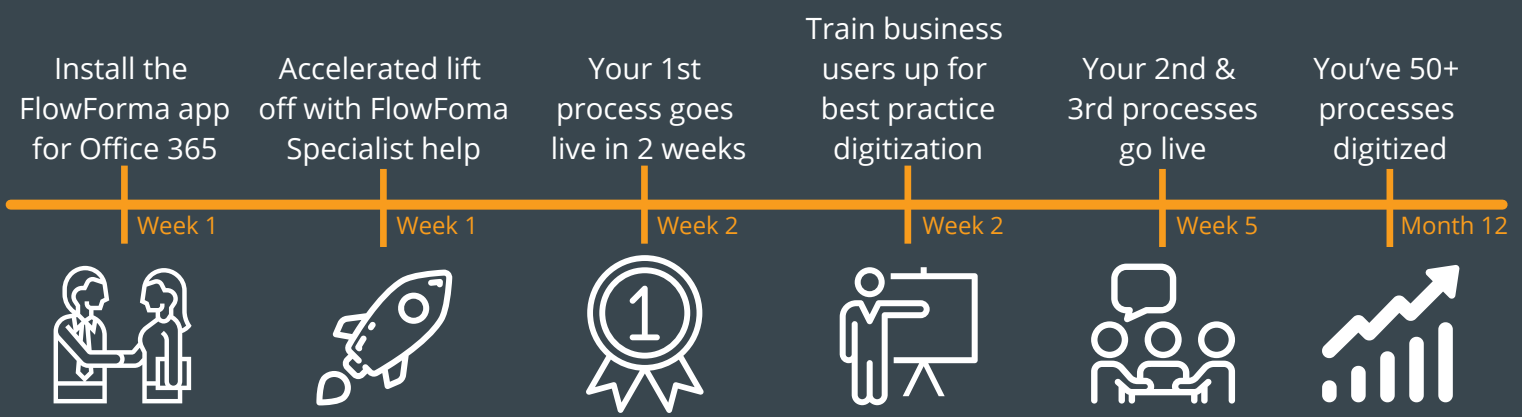 Install the
FlowForma app
for Office 365
Week 1
Accelerated lift
off with FlowFoma
Specialist help
Week 1
Your 1st
process goes
live in 2 weeks
Week 2
1
Train business
users up for
best practice
digitization
Week 2
Your 2nd &
3rd processes
go live
Week 5
You've 50+
processes
digitized
Month 12